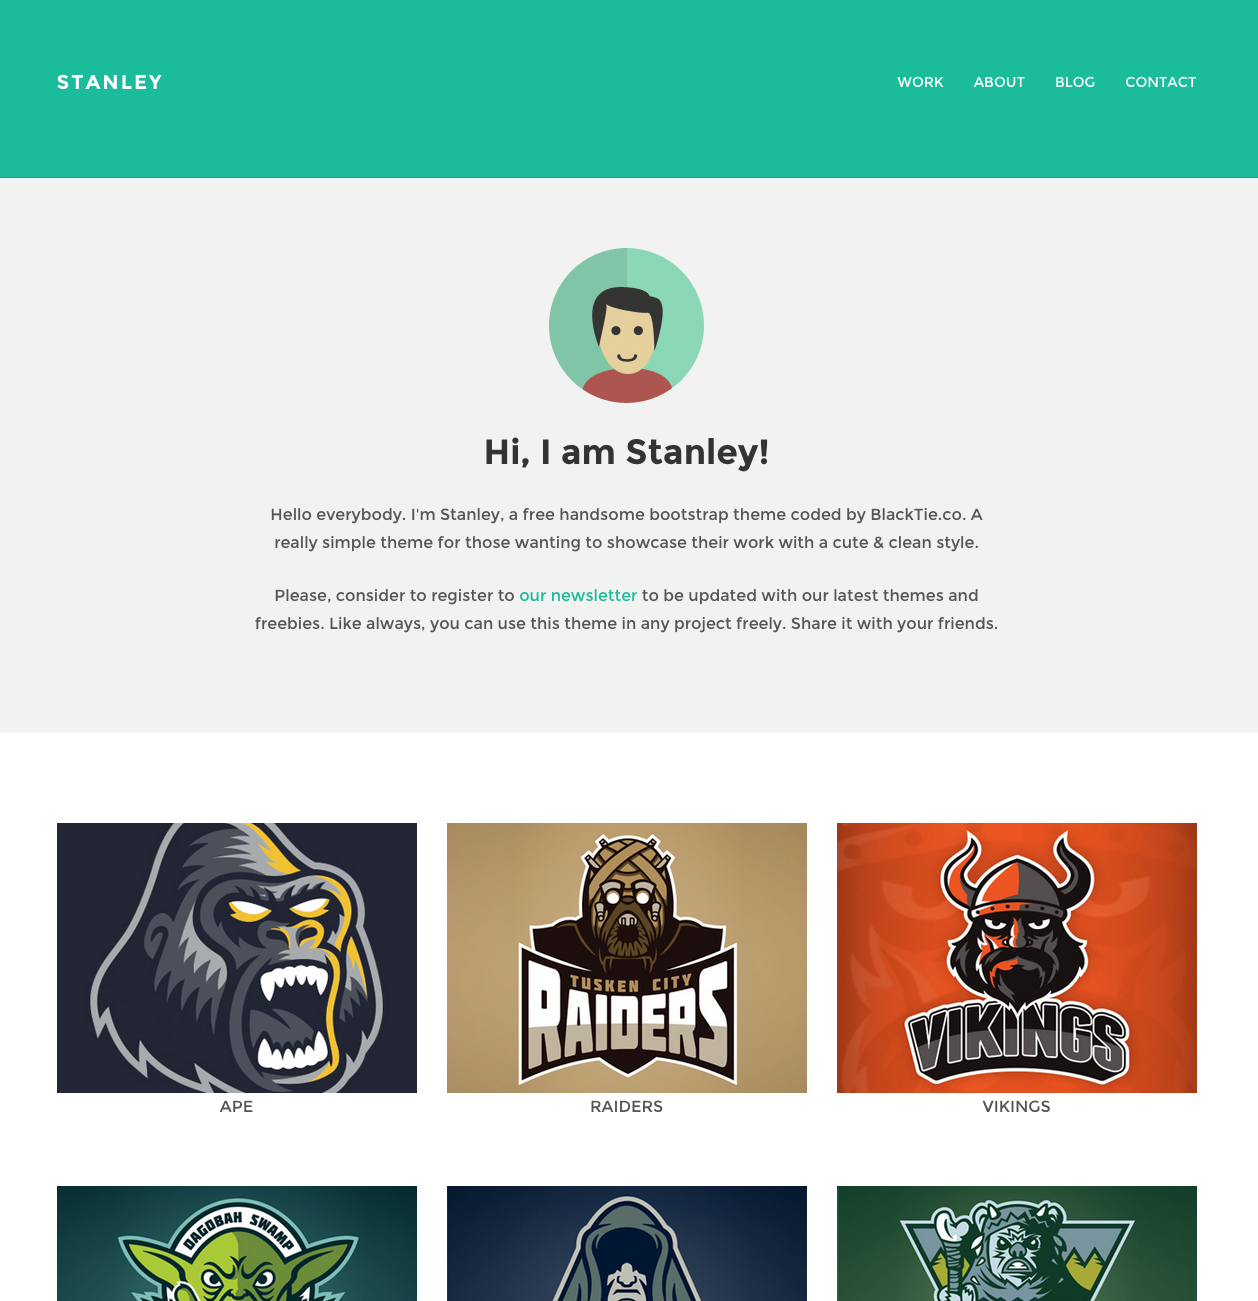 STANLEY
WORK ABOUT BLOG CONTACT
Hi, I am Stanley!
Hello everybody. I'm Stanley, a free handsome bootstrap theme coded by BlackTie.co. A
really simple theme for those wanting to showcase their work with a cute & clean style.
Please, consider to register to our newsletter to be updated with our latest themes and
freebies. Like always, you can use this theme in any project freely. Share it with your friends.
TUSKEN CITY
RAIDERS
VIKINGS
APE
RAIDERS
VIKINGS
DAGOBAH SWAMP